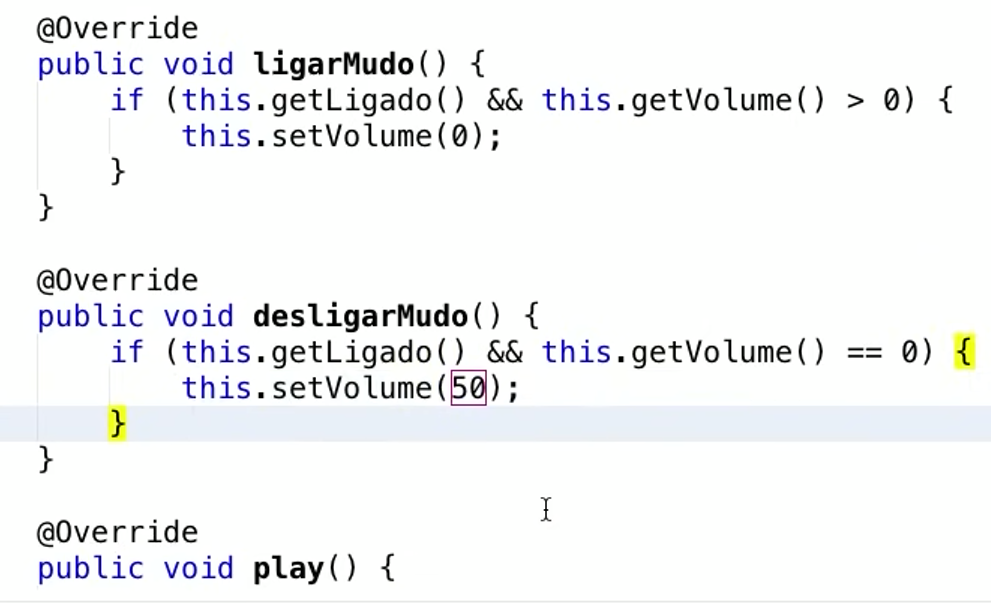 @Override
public void ligarMudo() {
if (this.getLigado() && this.getVolume() > 0) {
this.setVolume(0);
}
}
@Override
public void desligarMudo() {
if (this.getLigado() && this.getVolume() == 0) {
this.setVolume(50);
}
}
@Override
public void play() {